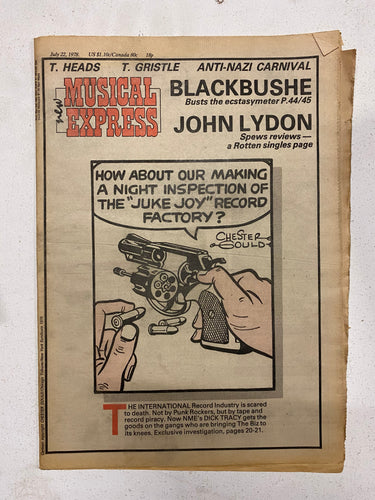 July 22, 1978 US $1.10c/Canada 80c 18p
T. HEADS T. GRISTLE ANTI-NAZI CARNIVAL
new MUSICAL EXPRESS
BLACKBUSHE
Busts the ecstasymeter P.44/45
JOHN LYDON
Spews reviews —
a Rotten singles page
HOW ABOUT OUR MAKING
A NIGHT INSPECTION OF
THE "JUKE JOY" RECORD
FACTORY?
CHESTER
GOULD
THE INTERNATIONAL Record Industry is scared
to death. Not by Punk Rockers, but by tape and
record piracy. Now NME's DICK TRACY gets the
goods on the gangs who are bringing The Biz to
its knees. Exclusive investigation, pages 20-21.